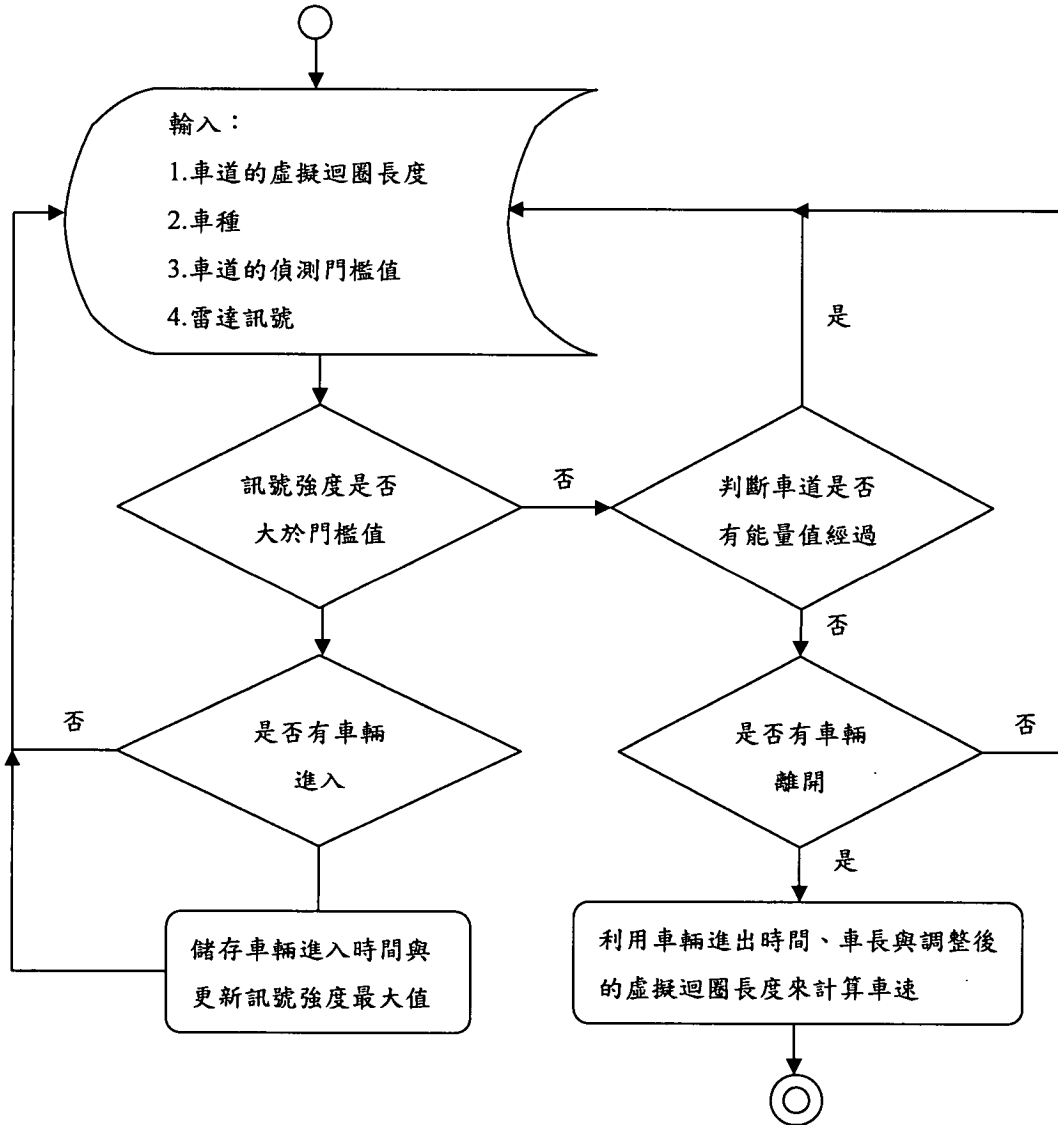 輸入：
1.車道的虛擬迴圈長度
2.車種
3.車道的偵測門檻值
4.雷達訊號
是
訊號強度是否
大於門檻值
否
判斷車道是否
有能量值經過
否
否
是否有車輛
進入
是否有車輛
離開
否
是
儲存車輛進入時間與
更新訊號強度最大值
利用車輛進出時間、車長與調整後
的虛擬迴圈長度來計算車速